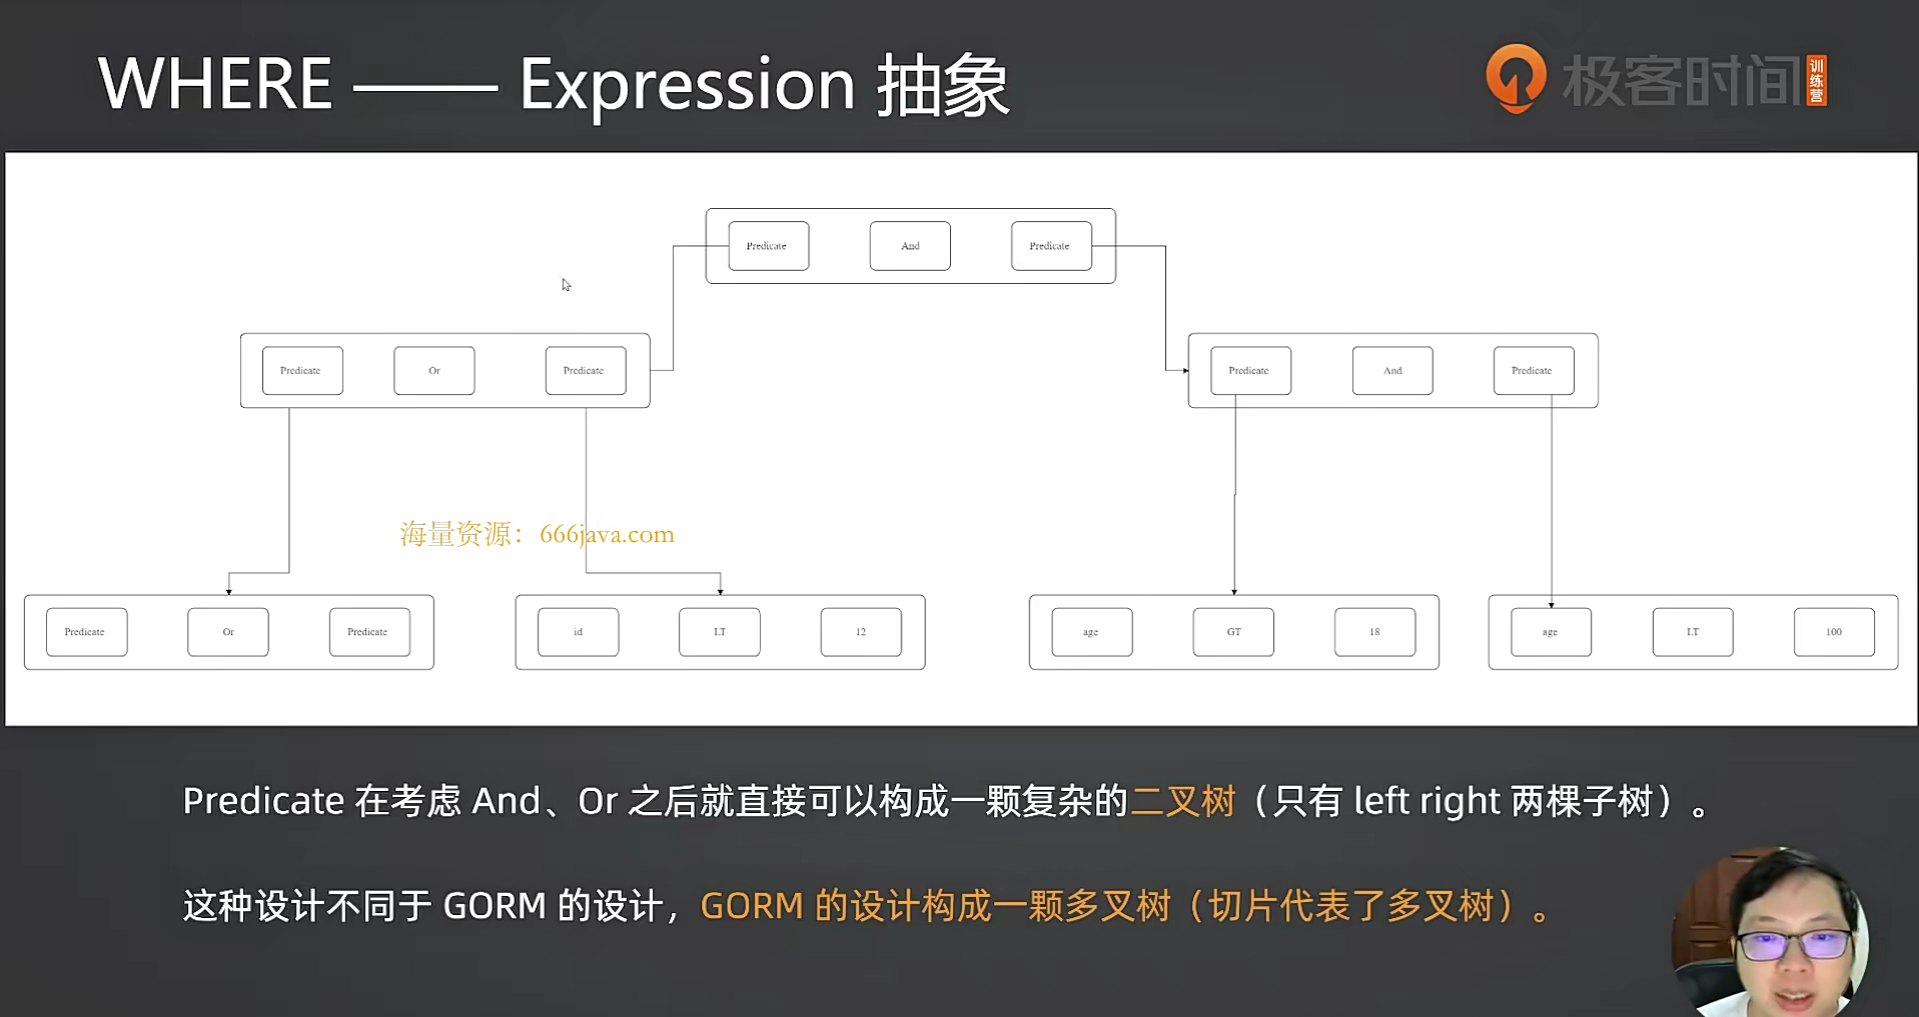 WHERE —— Expression 抽象
极客时间 训练营
Predicate And Predicate
Predicate Or Predicate
Predicate And Predicate
海量资源：666java.com
Predicate Or Predicate
id LT 12
age GT 18
age LT 100
Predicate 在考虑 And、Or 之后就直接可以构成一颗复杂的二叉树（只有 left right 两棵子树）。
这种设计不同于 GORM 的设计，GORM 的设计构成一颗多叉树（切片代表了多叉树）。